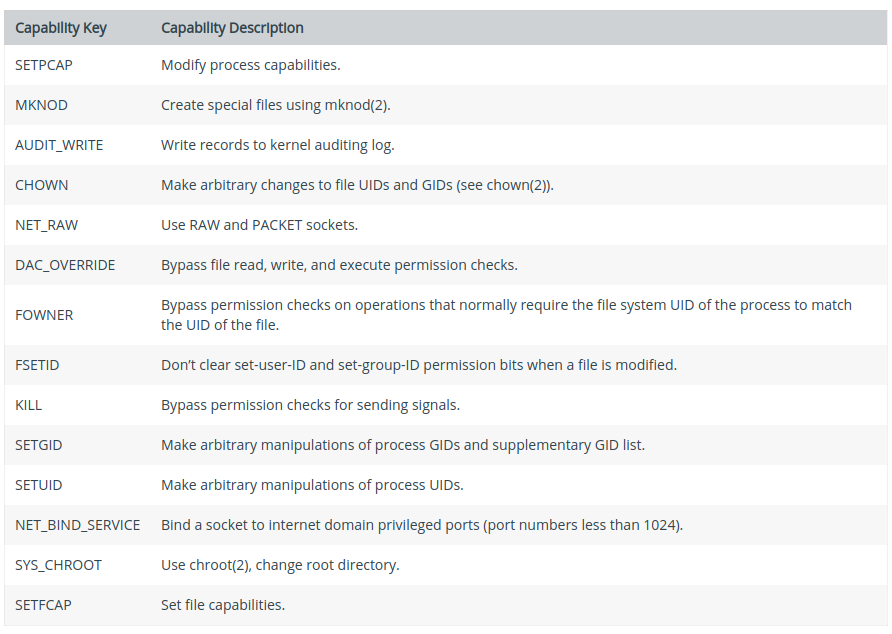 Capability Key Capability Description
SETPCAP Modify process capabilities.
MKNOD Create special files using mknod(2).
AUDIT_WRITE Write records to kernel auditing log.
CHOWN Make arbitrary changes to file UIDs and GIDs (see chown(2)).
NET_RAW Use RAW and PACKET sockets.
DAC_OVERRIDE Bypass file read, write, and execute permission checks.
FOWNER Bypass permission checks on operations that normally require the file system UID of the process to match
the UID of the file.
FSETID Don’t clear set-user-ID and set-group-ID permission bits when a file is modified.
KILL Bypass permission checks for sending signals.
SETGID Make arbitrary manipulations of process GIDs and supplementary GID list.
SETUID Make arbitrary manipulations of process UIDs.
NET_BIND_SERVICE Bind a socket to internet domain privileged ports (port numbers less than 1024).
SYS_CHROOT Use chroot(2), change root directory.
SETFCAP Set file capabilities.